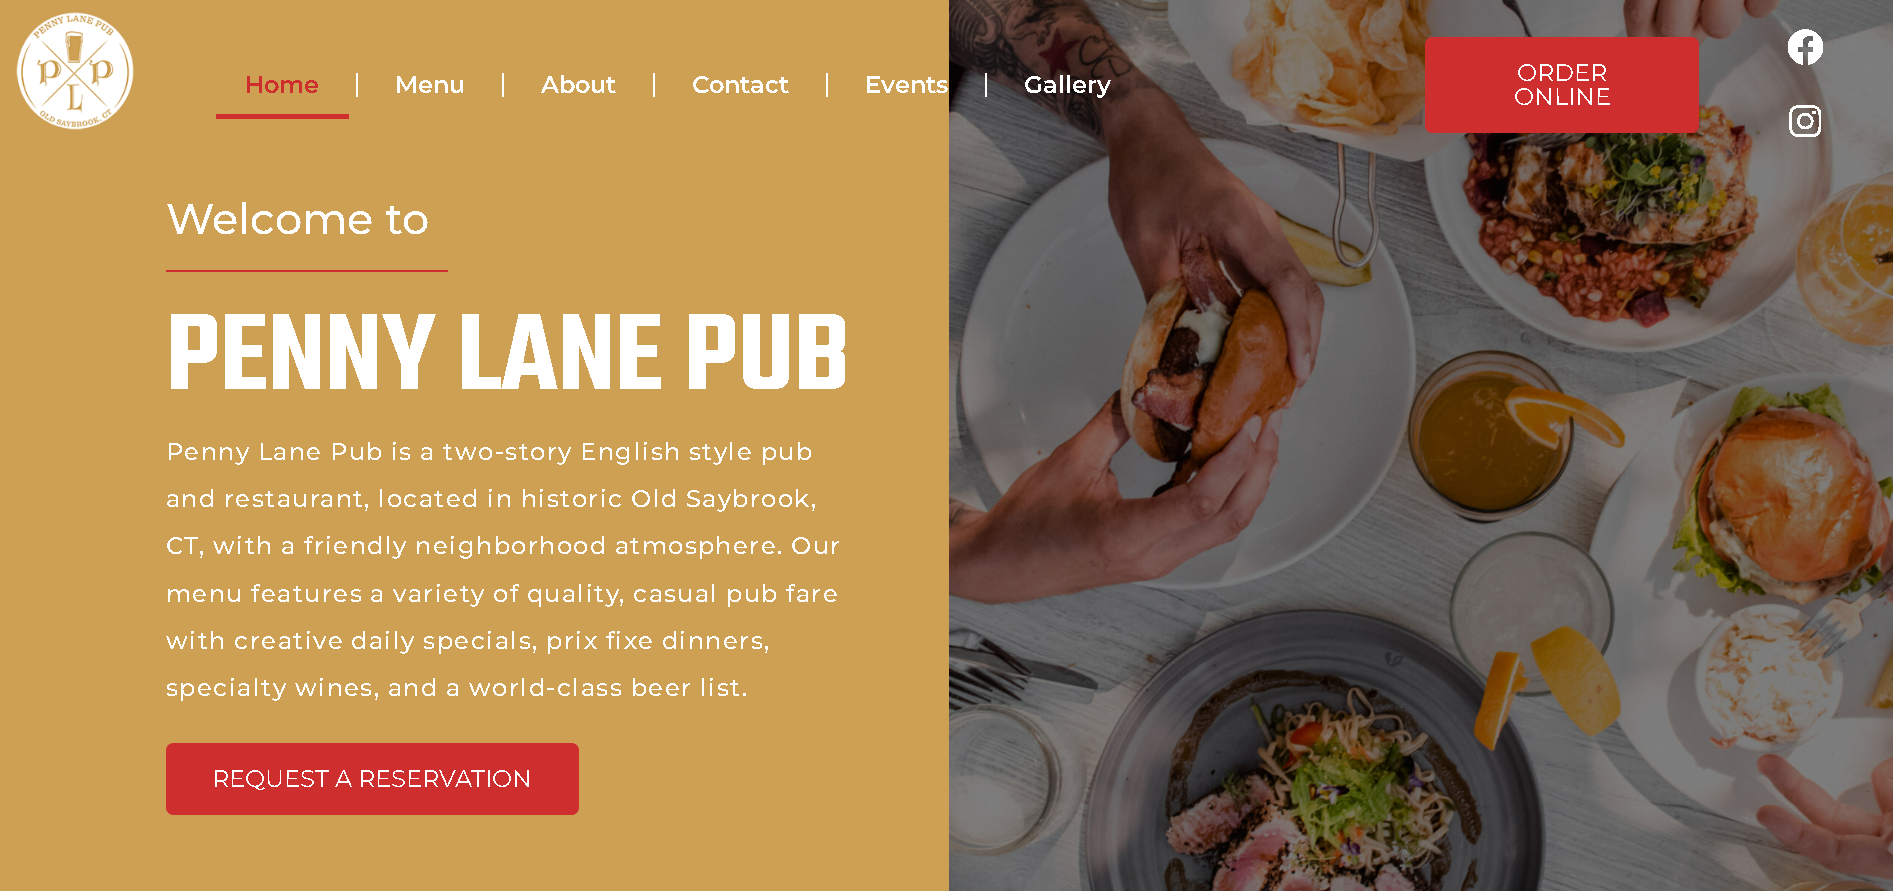 PENNY LANE PUB
P P
L
OLD SAYBROOK, CT
Home
Menu
About
Contact
Events
Gallery
ORDER
ONLINE
Welcome to
PENNY LANE PUB
Penny Lane Pub is a two-story English style pub
and restaurant, located in historic Old Saybrook,
CT, with a friendly neighborhood atmosphere. Our
menu features a variety of quality, casual pub fare
with creative daily specials, prix fixe dinners,
specialty wines, and a world-class beer list.
REQUEST A RESERVATION